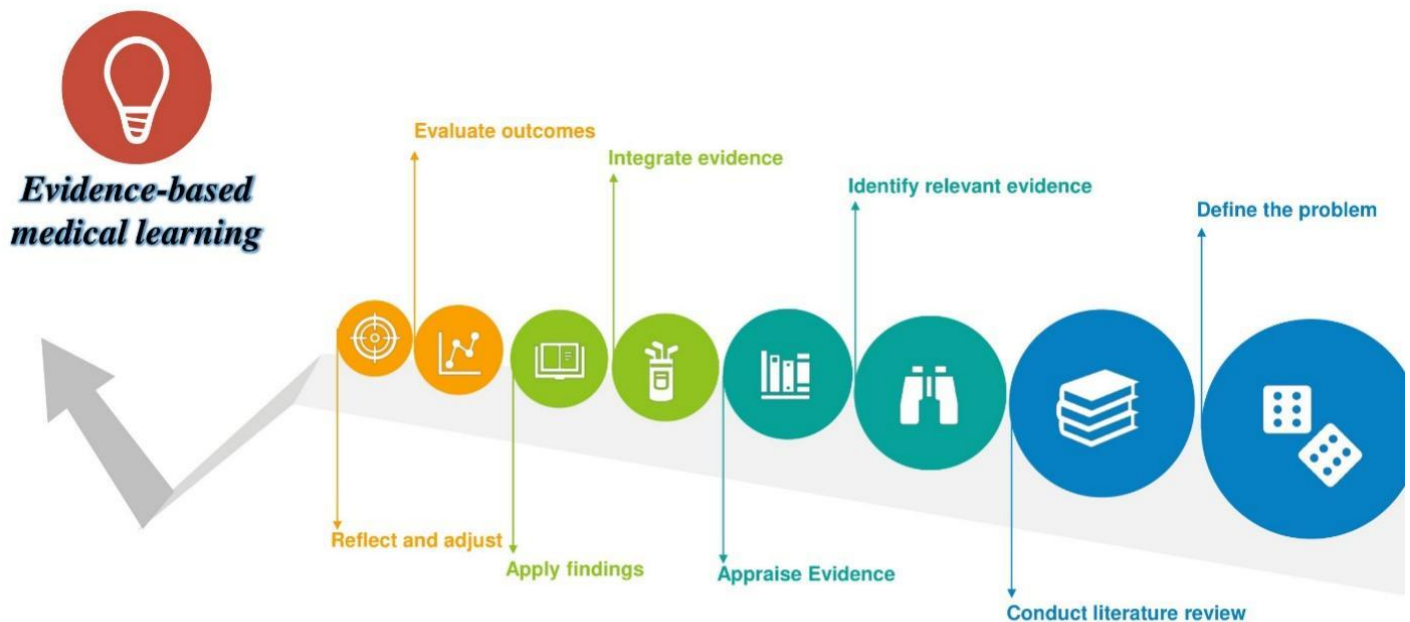 Evidence-based
medical learning
Evaluate outcomes
Integrate evidence
Identify relevant evidence
Define the problem
Reflect and adjust
Apply findings
Appraise Evidence
Conduct literature review